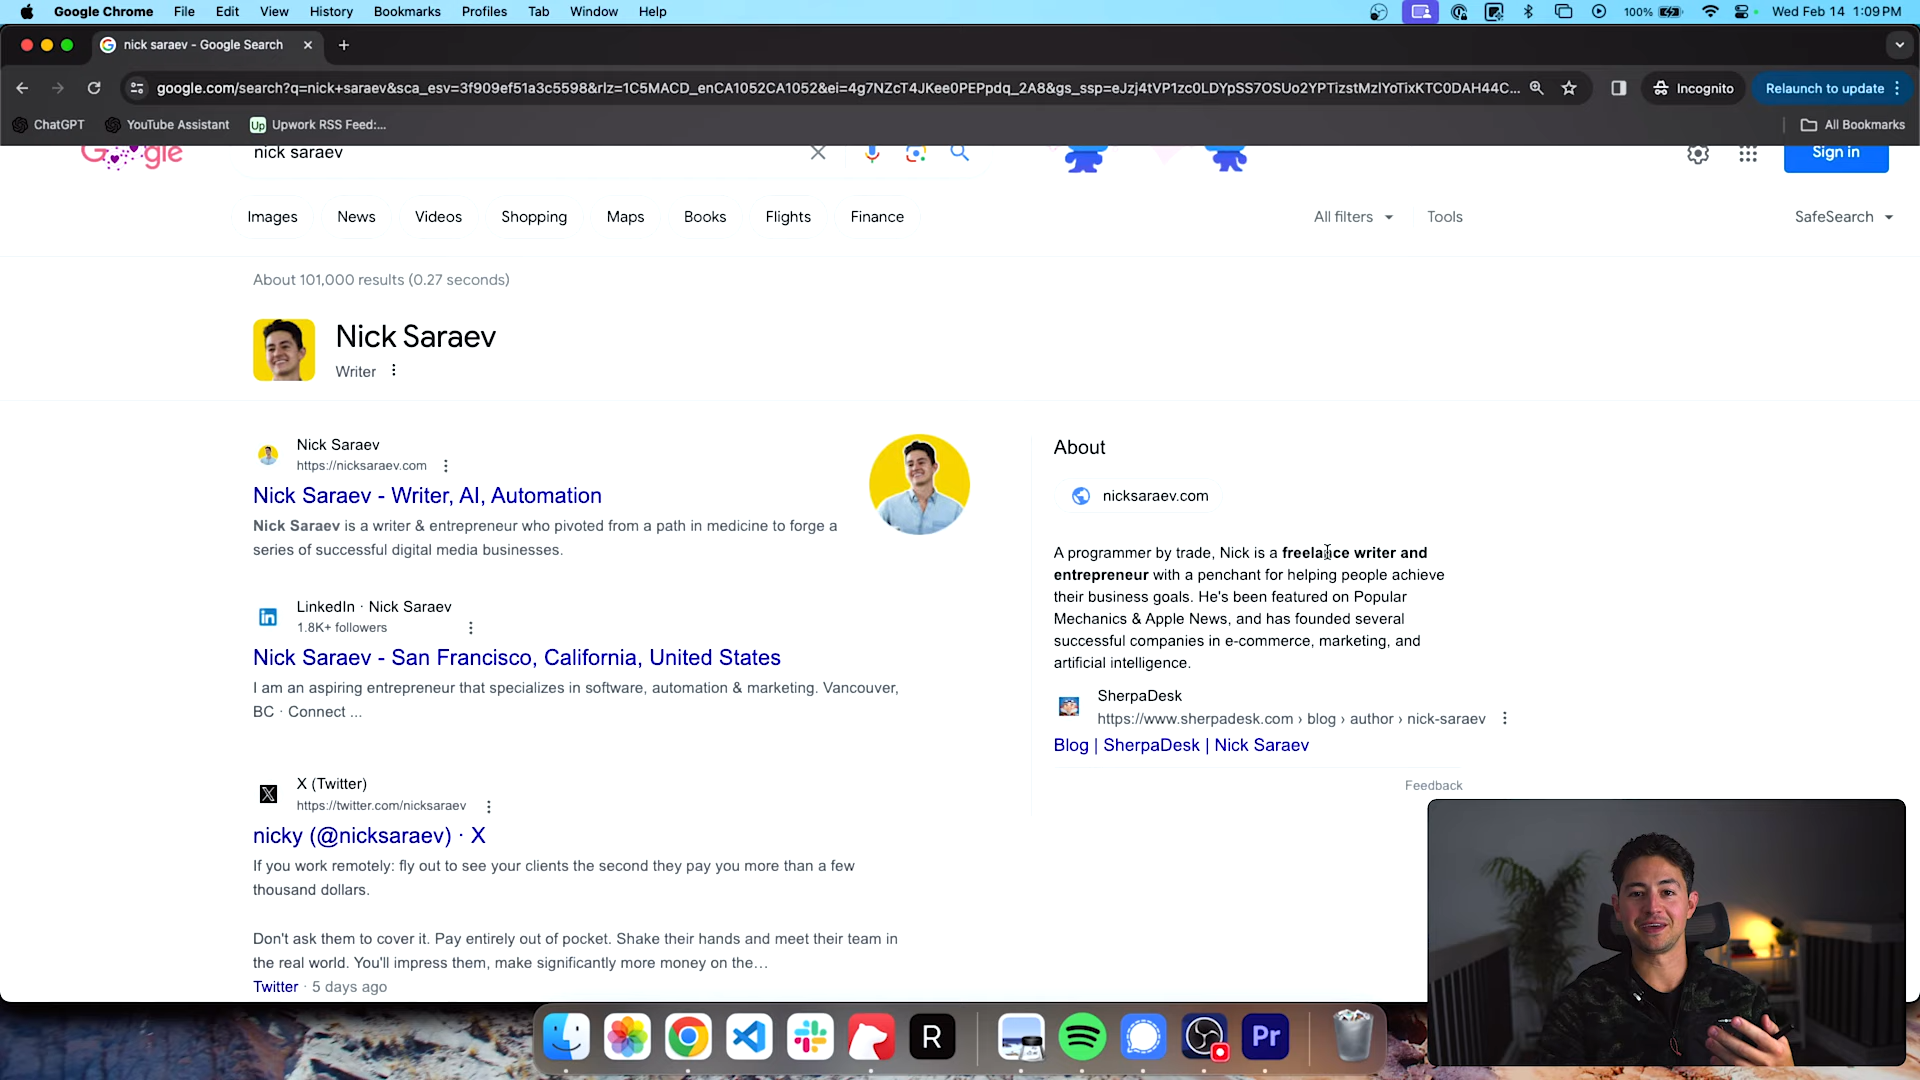 Google Chrome File Edit View History Bookmarks Profiles Tab Window Help 100% Wed Feb 14 1:09 PM
nick saraev - Google Search
google.com/search?q=nick+saraev&sca_esv=3f909ef51a3c5598&rlz=1C5MACD_enCA1052CA1052&ei=4g7NZcT4JKee0PEPpdq_2A8&gs_ssp=eJzj4tVP1zc0LDYpSS7OSUo2YPTizstMzlYoTixKTC0DAH44C... Incognito Relaunch to update
ChatGPT YouTube Assistant Up Upwork RSS Feed:... All Bookmarks
Google nick saraev Sign in
Images News Videos Shopping Maps Books Flights Finance All filters Tools SafeSearch
About 101,000 results (0.27 seconds)
Nick Saraev
Writer
Nick Saraev
https://nicksaraev.com
Nick Saraev - Writer, AI, Automation
Nick Saraev is a writer & entrepreneur who pivoted from a path in medicine to forge a
series of successful digital media businesses.
LinkedIn · Nick Saraev
1.8K+ followers
Nick Saraev - San Francisco, California, United States
I am an aspiring entrepreneur that specializes in software, automation & marketing. Vancouver,
BC · Connect ...
X (Twitter)
https://twitter.com/nicksaraev
nicky (@nicksaraev) · X
If you work remotely: fly out to see your clients the second they pay you more than a few
thousand dollars.
Don't ask them to cover it. Pay entirely out of pocket. Shake their hands and meet their team in
the real world. You'll impress them, make significantly more money on the...
Twitter · 5 days ago
About
nicksaraev.com
A programmer by trade, Nick is a freelance writer and
entrepreneur with a penchant for helping people achieve
their business goals. He's been featured on Popular
Mechanics & Apple News, and has founded several
successful companies in e-commerce, marketing, and
artificial intelligence.
SherpaDesk
https://www.sherpadesk.com › blog › author › nick-saraev
Blog | SherpaDesk | Nick Saraev
Feedback
R Pr